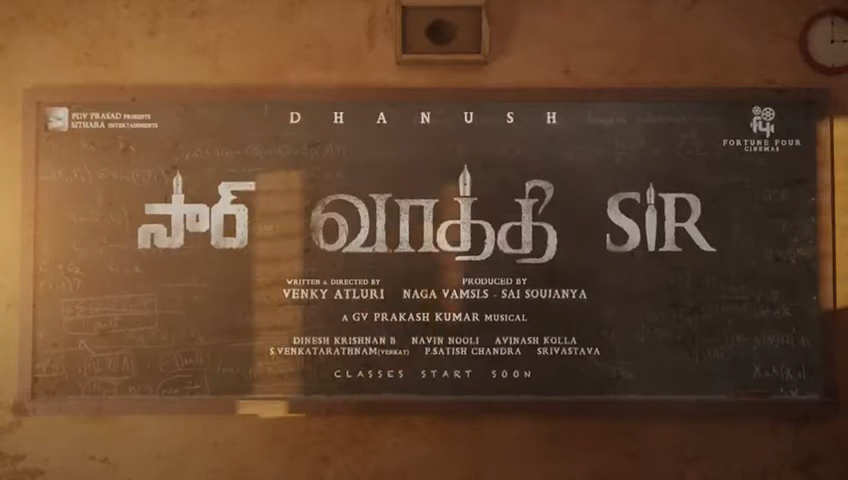 PDV PRASAD PRESENTS
SITHARA ENTERTAINMENTS
DHANUSH
FORTUNE FOUR
CINEMAS
సార్ வாத்தி SIR
WRITTEN & DIRECTED BY PRODUCED BY
VENKY ATLURI NAGA VAMSI.S - SAI SOUJANYA
A GV PRAKASH KUMAR MUSICAL
DINESH KRISHNAN B NAVIN NOOLI AVINASH KOLLA
S.VENKATARATHNAM(VENKAT) P.SATISH CHANDRA SRIVASTAVA
CLASSES START SOON